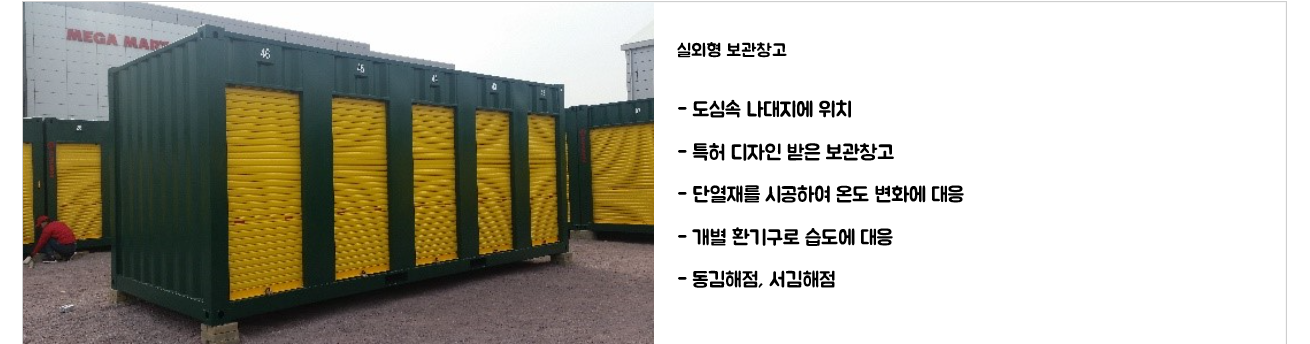 MEGA MART
46
45
실외형 보관창고
- 도심속 나대지에 위치
- 특허 디자인 받은 보관창고
- 단열재를 시공하여 온도 변화에 대응
- 개별 환기구로 습도에 대응
- 동김해점, 서김해점